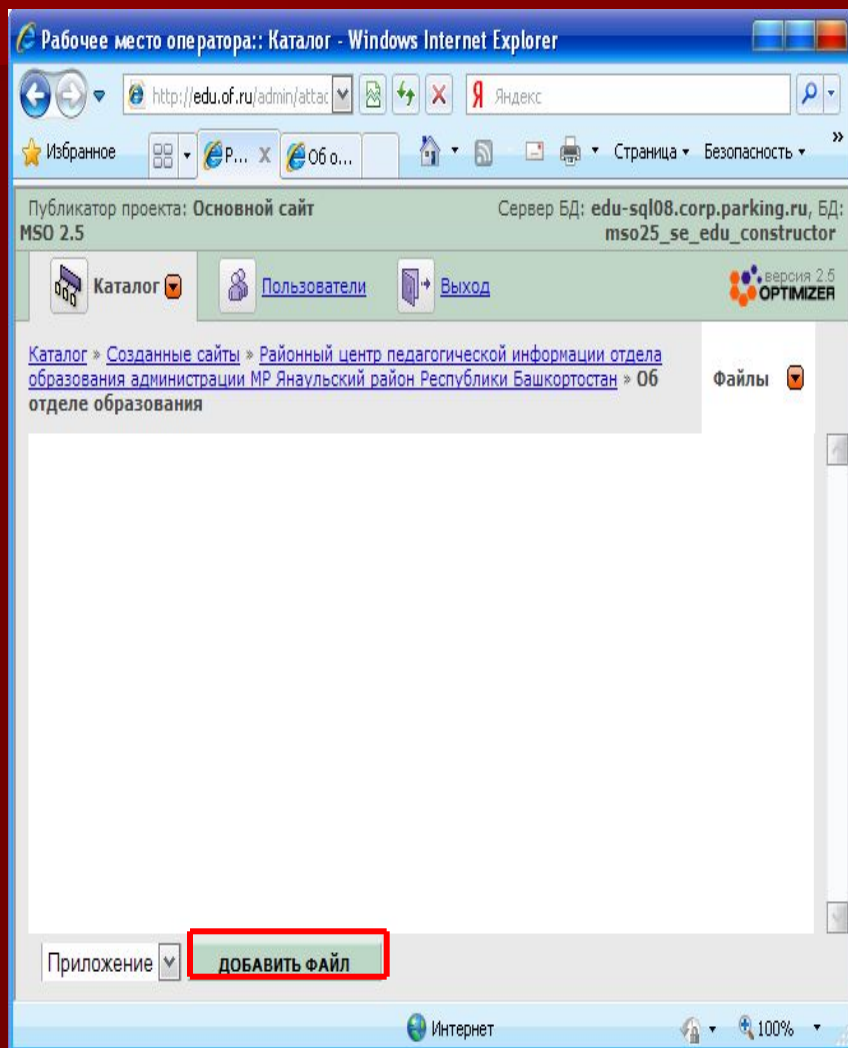 Рабочее место оператора:: Каталог - Windows Internet Explorer
http://edu.of.ru/admin/attac Яндекс
Избранное Р... Об о... Страница Безопасность »
Публикатор проекта: Основной сайт Сервер БД: edu-sql08.corp.parking.ru, БД:
MSO 2.5 mso25_se_edu_constructor
Каталог Пользователи Выход версия 2.5
OPTIMIZER
Каталог » Созданные сайты » Районный центр педагогической информации отдела
образования администрации МР Янаульский район Республики Башкортостан » Об
отделе образования
Файлы
Приложение ДОБАВИТЬ ФАЙЛ
Интернет 100%